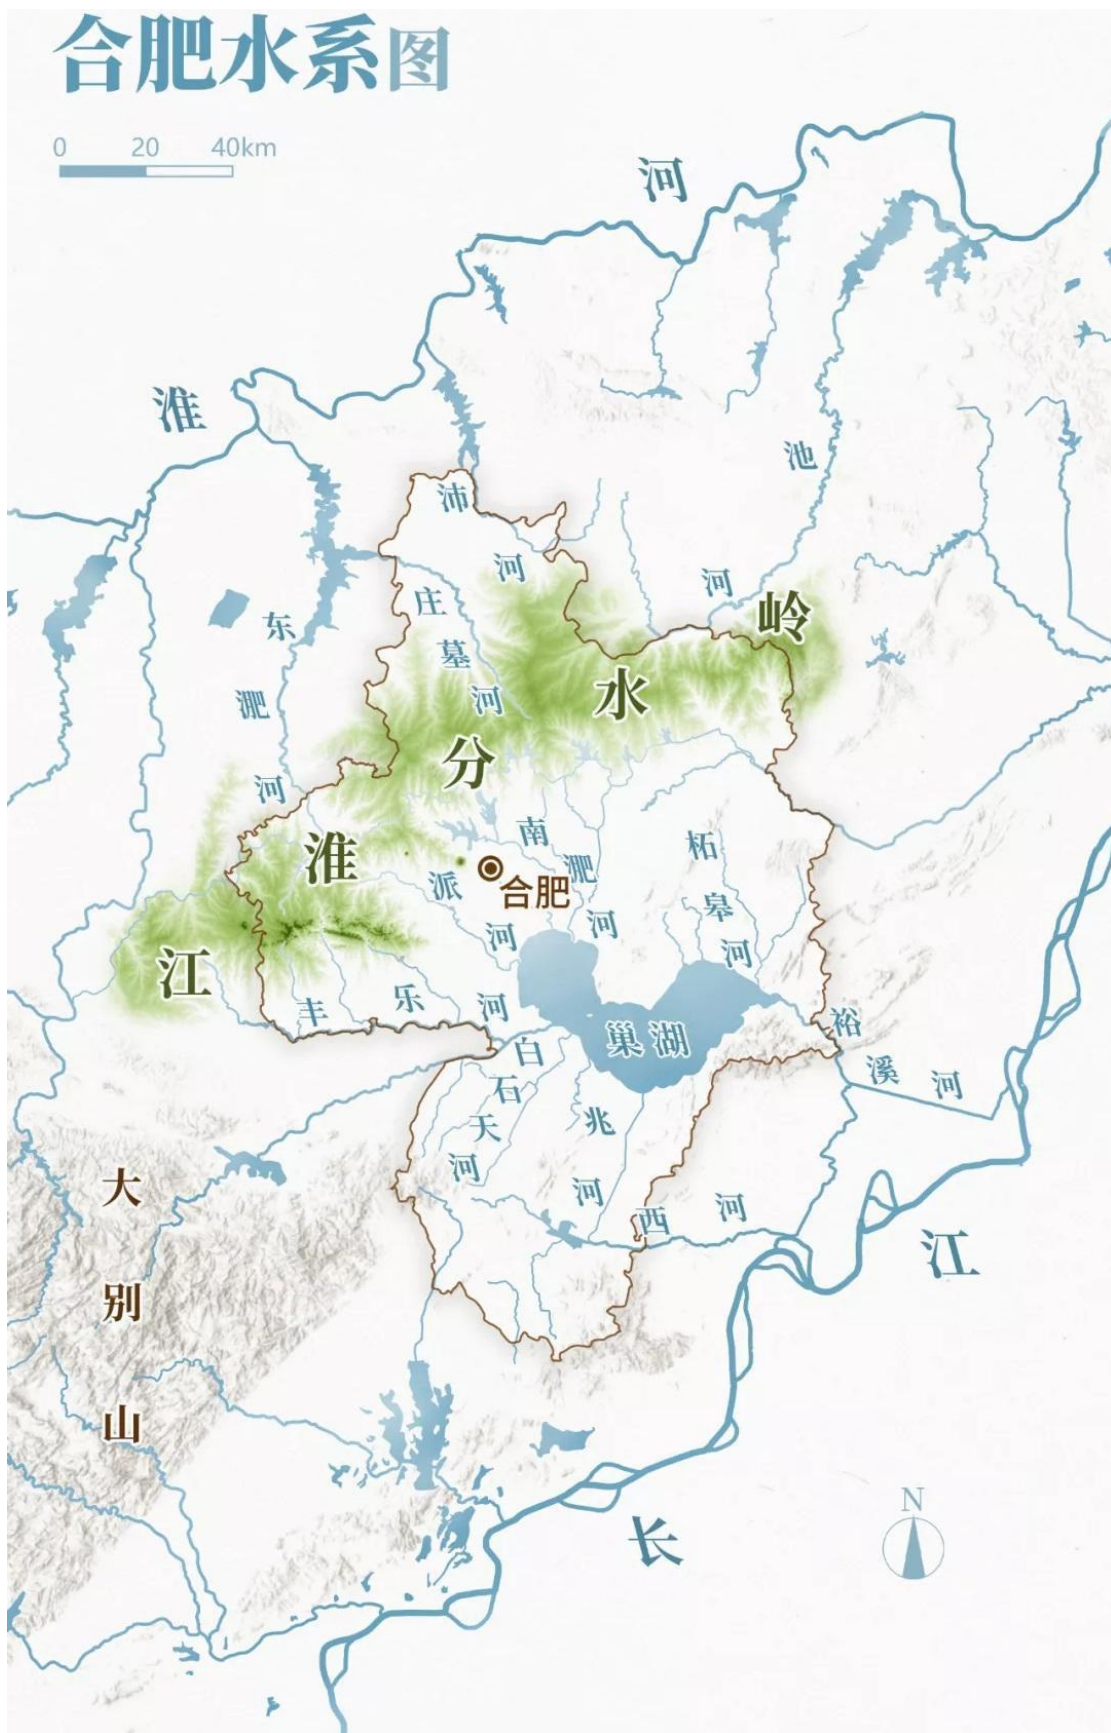 合肥水系图
0 20 40km
淮河
池河
沛河
庄墓河
东淝河
江淮分水岭
南淝河
合肥
派河
柘皋河
丰乐河
巢湖
白石天河
裕溪河
兆河
西河
大别山
长江
N